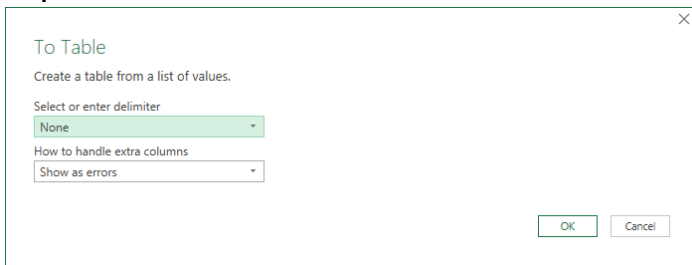 To Table
Create a table from a list of values.
Select or enter delimiter
None
How to handle extra columns
Show as errors
OK Cancel